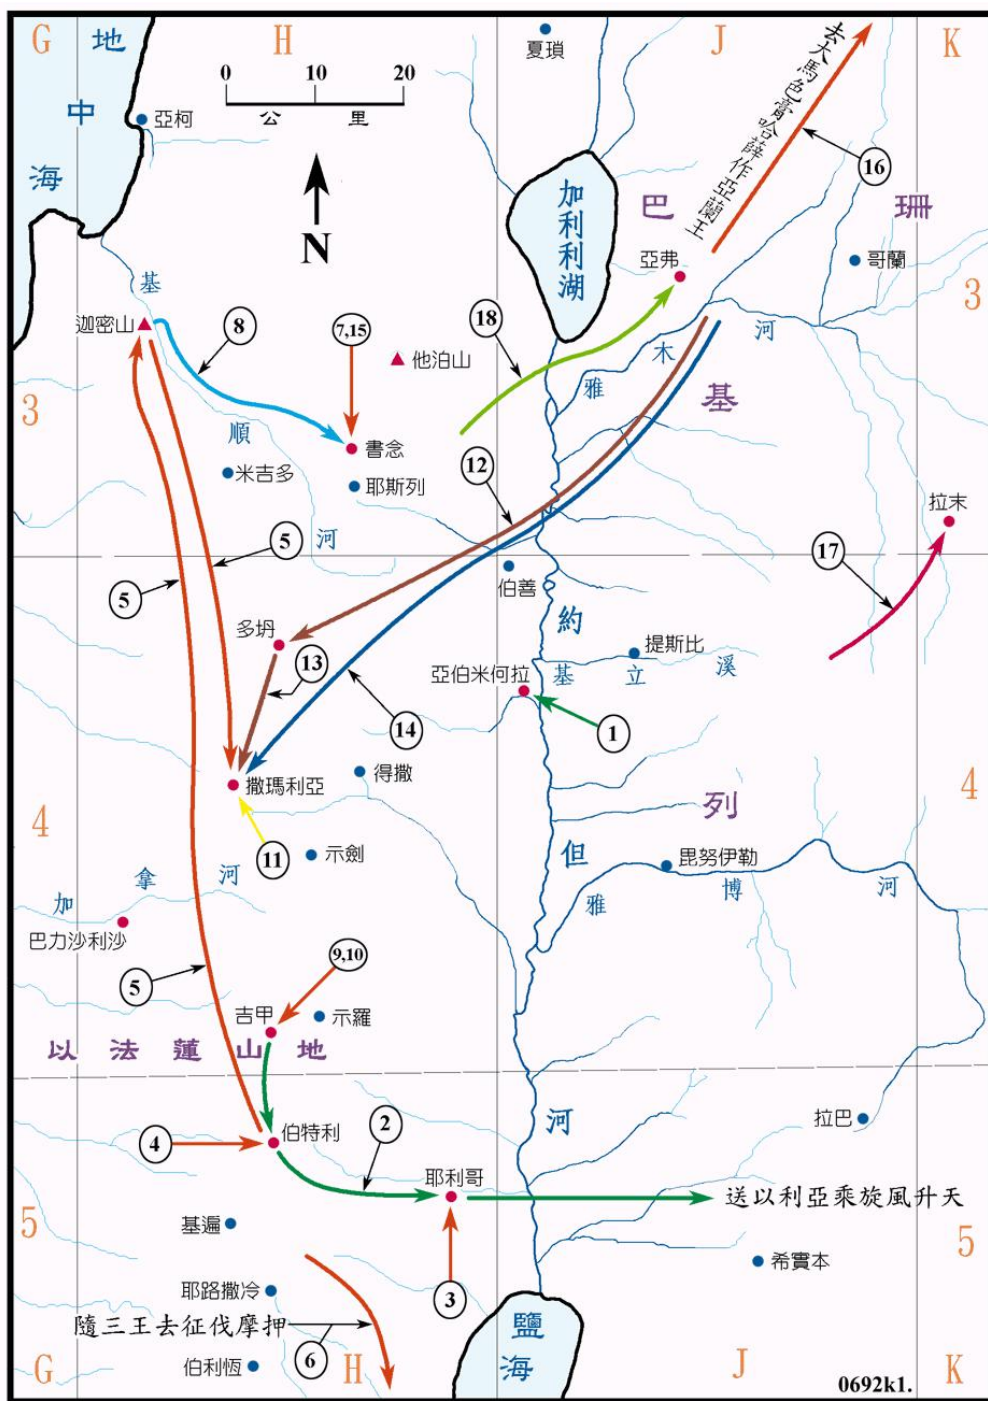 G
地
H
J
K
夏瑣
0
10
20
中
公
里
亞柯
海
去大馬色膏哈薛作亞蘭王
16
N
加利利湖
巴
珊
亞弗
哥蘭
3
基
迦密山
8
7,15
18
他泊山
木
河
雅
基
3
順
書念
米吉多
耶斯列
12
拉末
河
5
17
5
伯善
約
多坍
13
提斯比
亞伯米何拉
基
立
溪
14
1
撒瑪利亞
得撒
4
列
4
11
示劍
但
毘努伊勒
拿
河
加
雅
博
河
巴力沙利沙
9,10
5
吉甲
示羅
以法蓮山地
河
拉巴
4
伯特利
2
耶利哥
送以利亞乘旋風升天
5
基遍
5
希實本
耶路撒冷
3
隨三王去征伐摩押
鹽
海
6
伯利恆
G
H
J
K
0692k1.